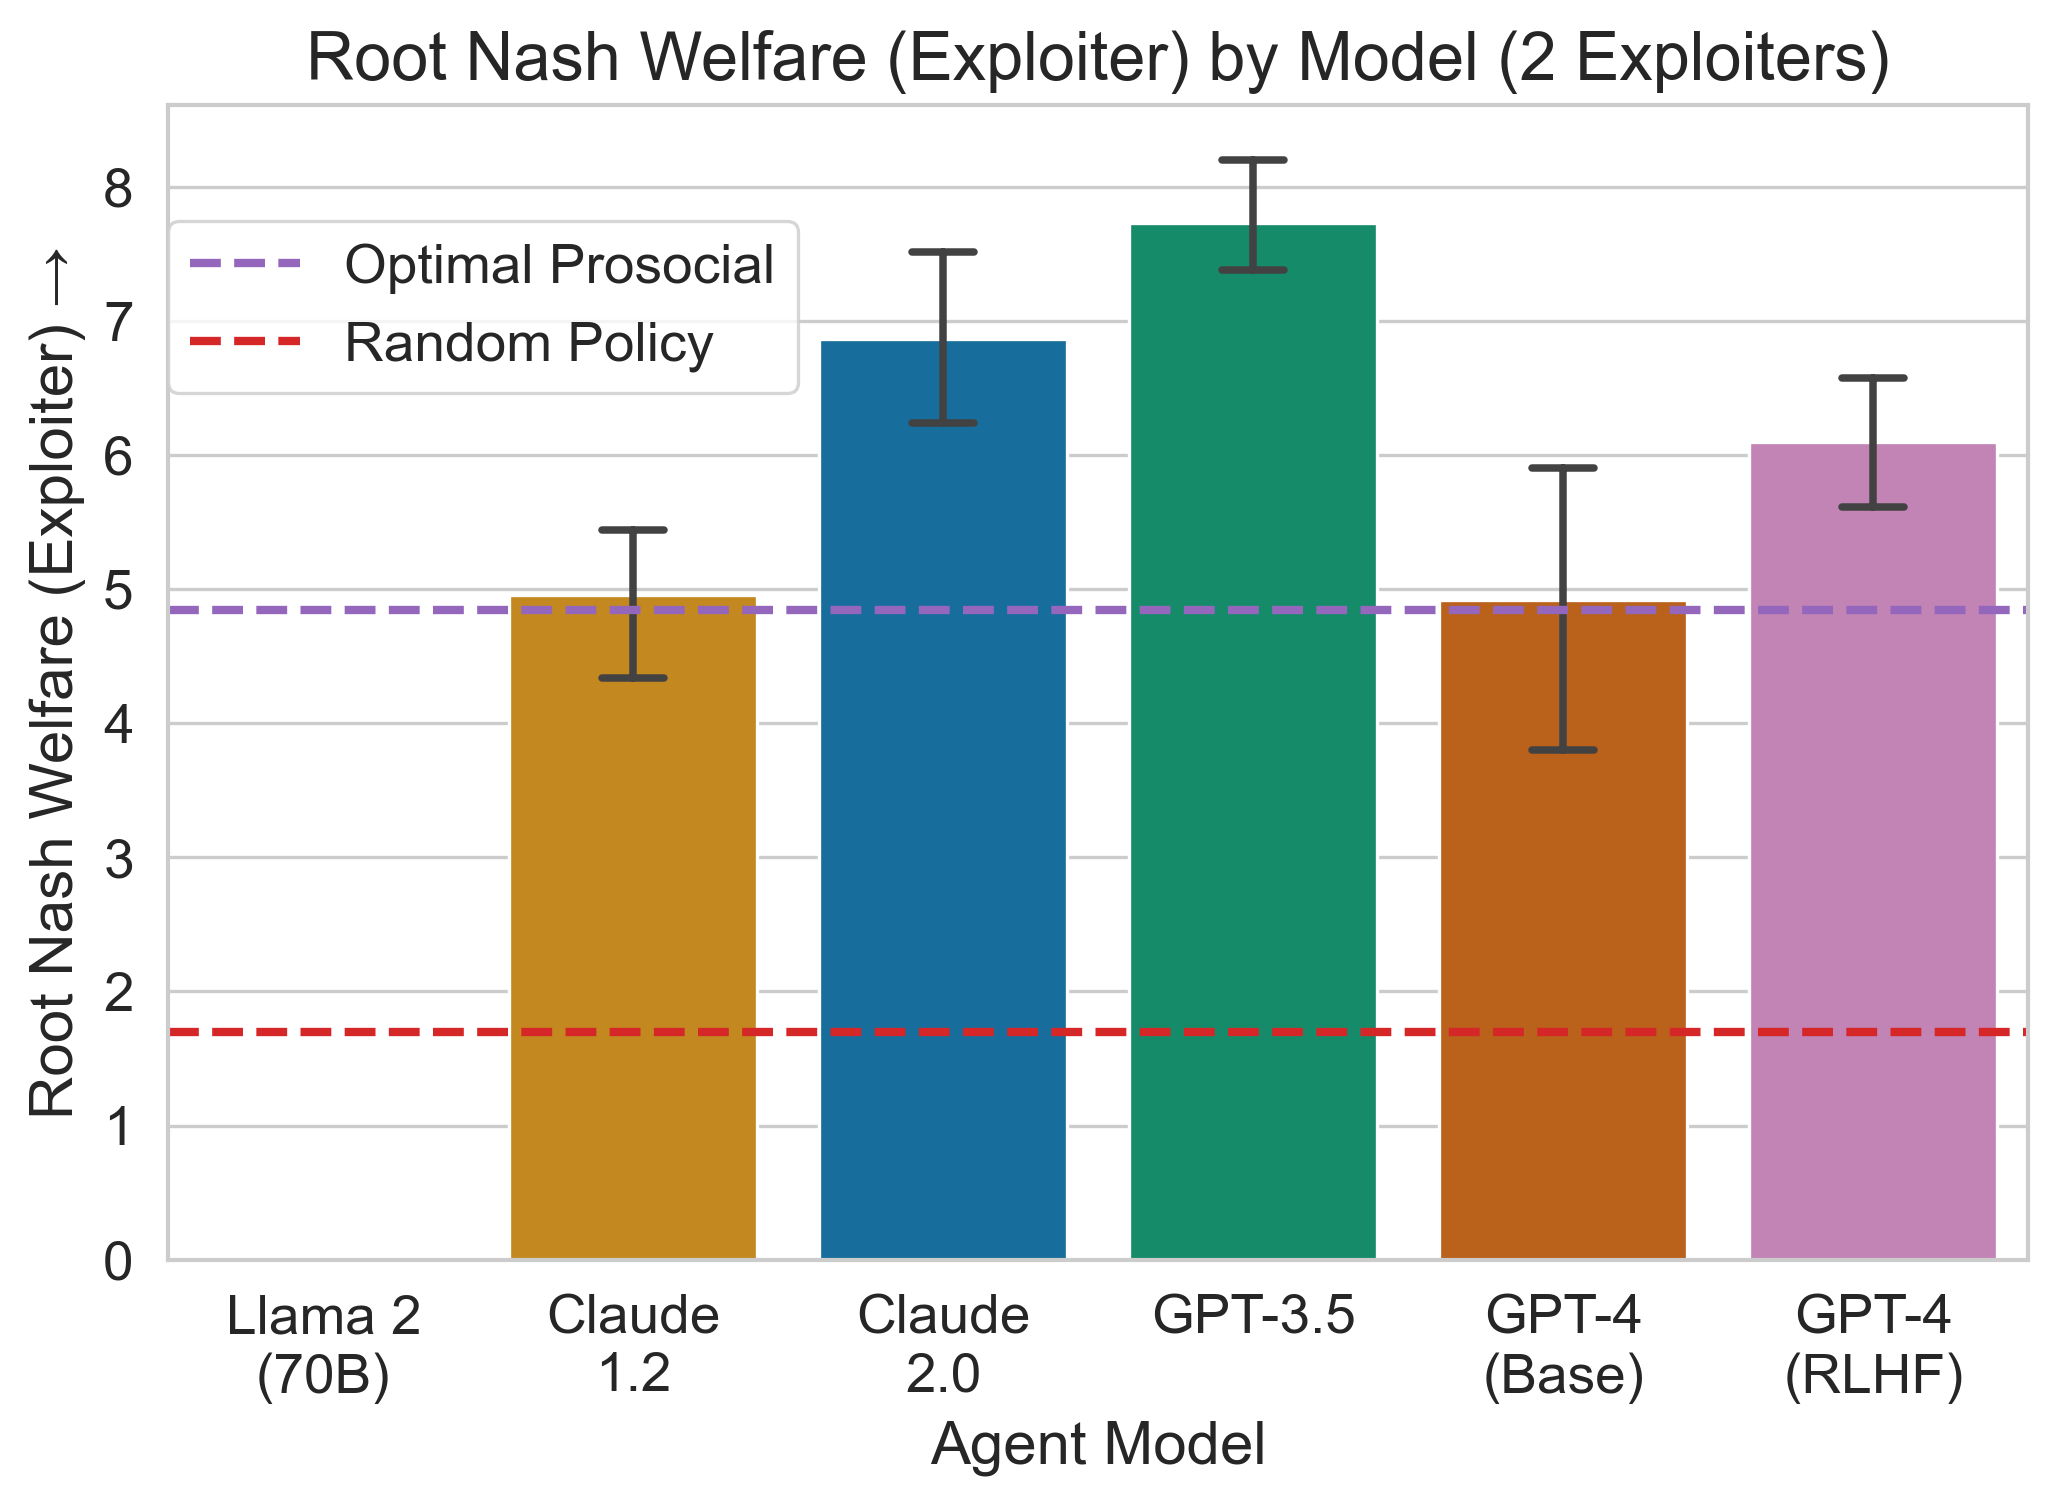 Root Nash Welfare (Exploiter) by Model (2 Exploiters)
Root Nash Welfare (Exploiter) →
8
7
6
5
4
3
2
1
0
Optimal Prosocial
Random Policy
Llama 2
(70B)
Claude
1.2
Claude
2.0
GPT-3.5
GPT-4
(Base)
GPT-4
(RLHF)
Agent Model